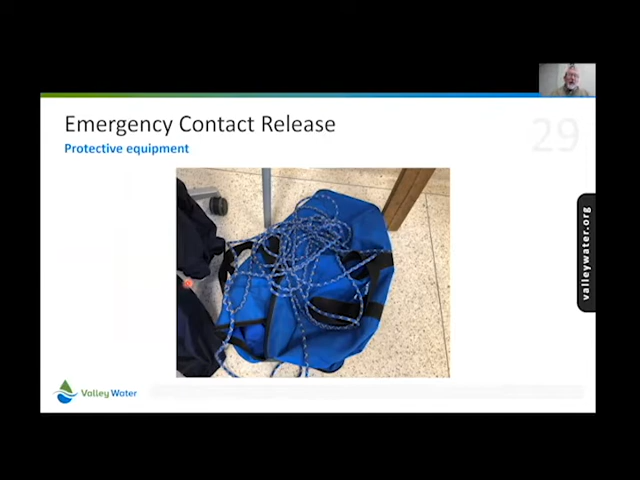 Emergency Contact Release
29
Protective equipment
valleywater.org
Valley Water